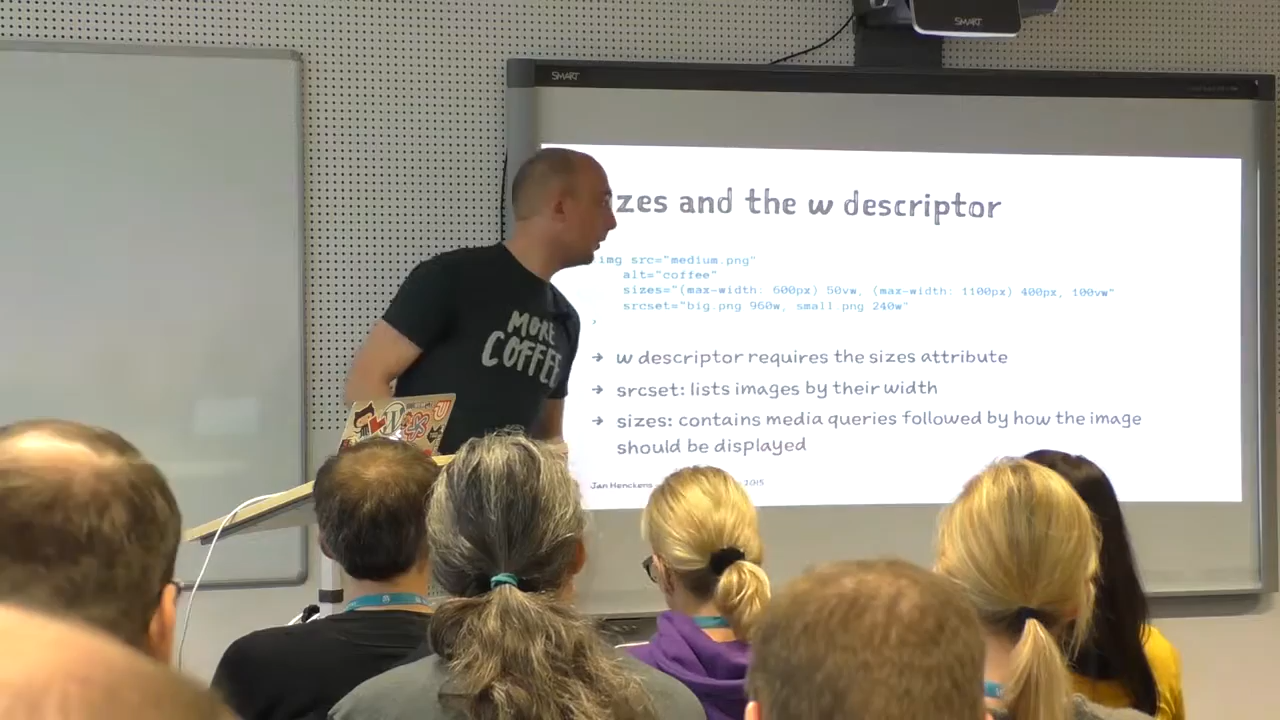 SMART
SMART
zes and the w descriptor
img src="medium.png"
alt="coffee"
sizes="(max-width: 600px) 50vw, (max-width: 1100px) 400px, 100vw"
srcset="big.png 960w, small.png 240w"
→ w descriptor requires the sizes attribute
→ srcset: lists images by their width
→ sizes: contains media queries followed by how the image
should be displayed
Jan Henckens
2015
MORE
COFFEE